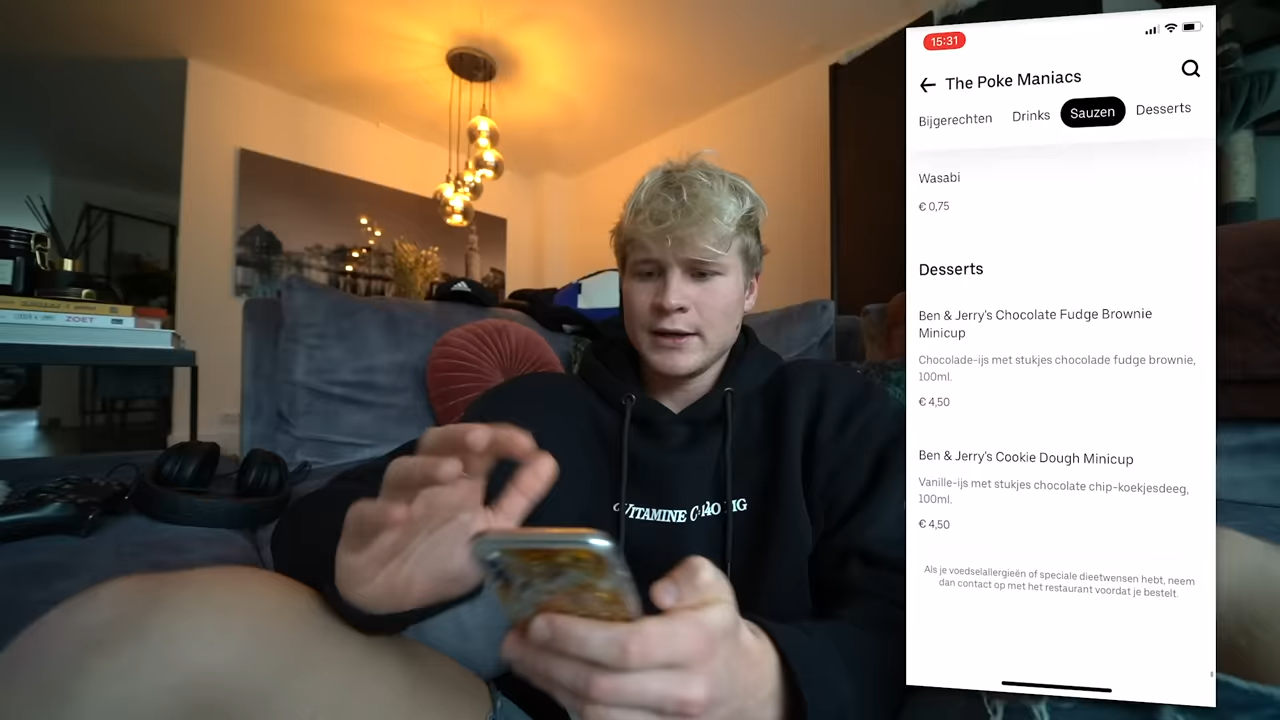 15:31
The Poke Maniacs
Bijgerechten Drinks Sauzen Desserts
Wasabi
€ 0,75
Desserts
Ben & Jerry's Chocolate Fudge Brownie
Minicup
Chocolade-ijs met stukjes chocolade fudge brownie,
100ml.
€ 4,50
Ben & Jerry's Cookie Dough Minicup
Vanille-ijs met stukjes chocolate chip-koekjesdeeg,
100ml.
€ 4,50
Als je voedselallergieën of speciale dieetwensen hebt, neem
dan contact op met het restaurant voordat je bestelt.
ZOET
VITAMINE